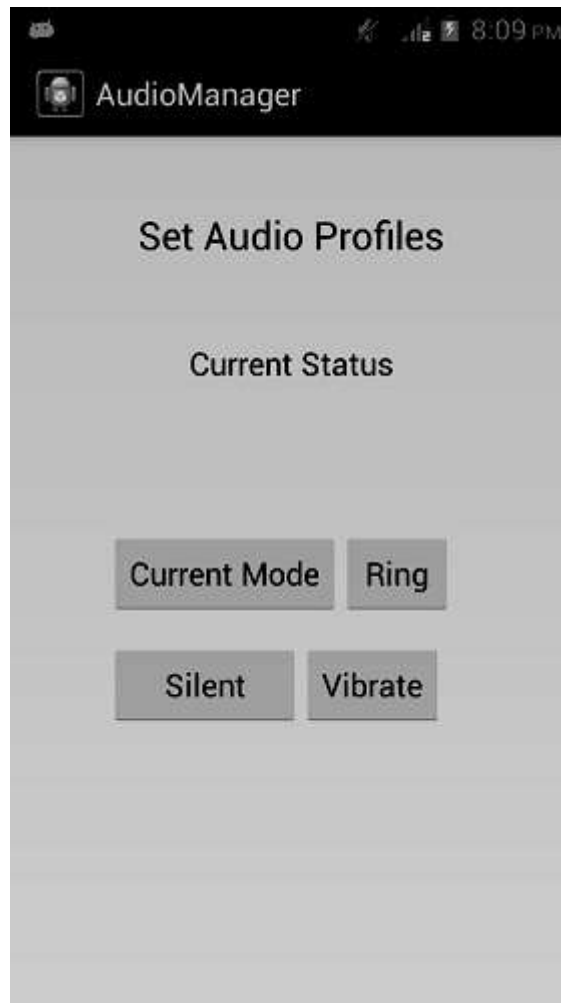 8:09 PM
AudioManager
Set Audio Profiles
Current Status
Current Mode Ring
Silent Vibrate